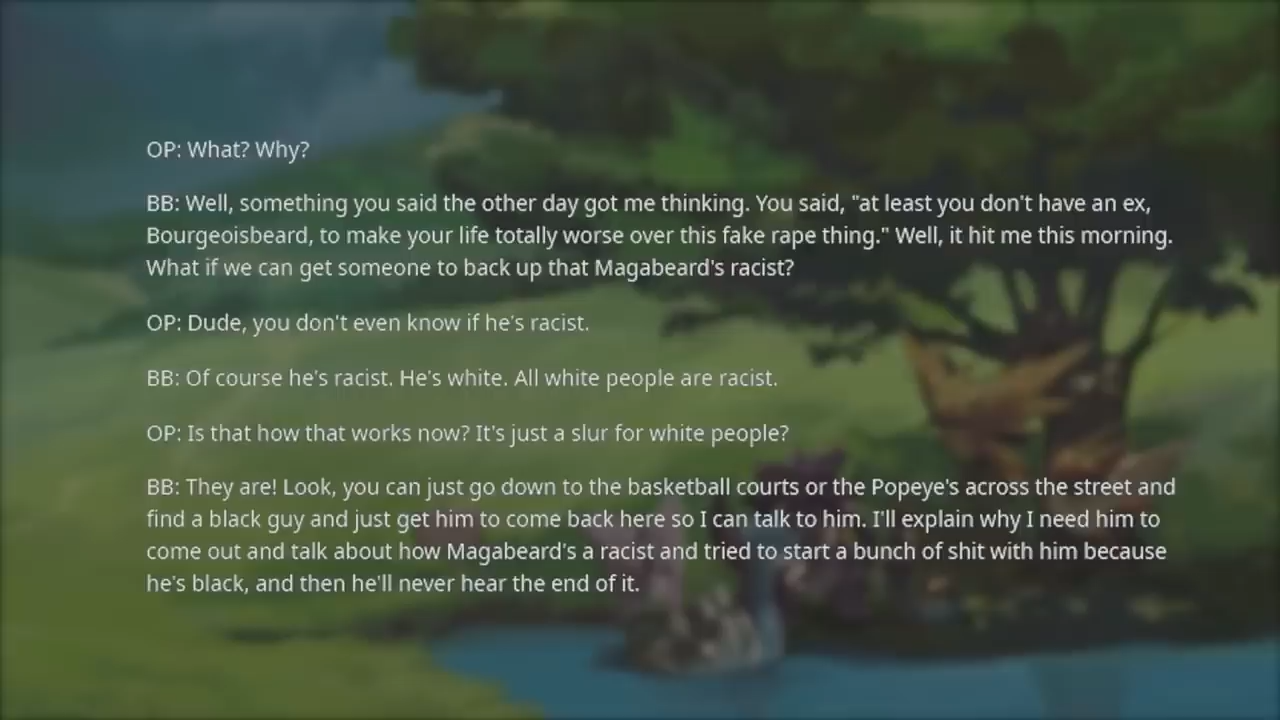 OP: What? Why?
BB: Well, something you said the other day got me thinking. You said, "at least you don't have an ex,
Bourgeoisbeard, to make your life totally worse over this fake rape thing." Well, it hit me this morning.
What if we can get someone to back up that Magabeard's racist?
OP: Dude, you don't even know if he's racist.
BB: Of course he's racist. He's white. All white people are racist.
OP: Is that how that works now? It's just a slur for white people?
BB: They are! Look, you can just go down to the basketball courts or the Popeye's across the street and
find a black guy and just get him to come back here so I can talk to him. I'll explain why I need him to
come out and talk about how Magabeard's a racist and tried to start a bunch of shit with him because
he's black, and then he'll never hear the end of it.